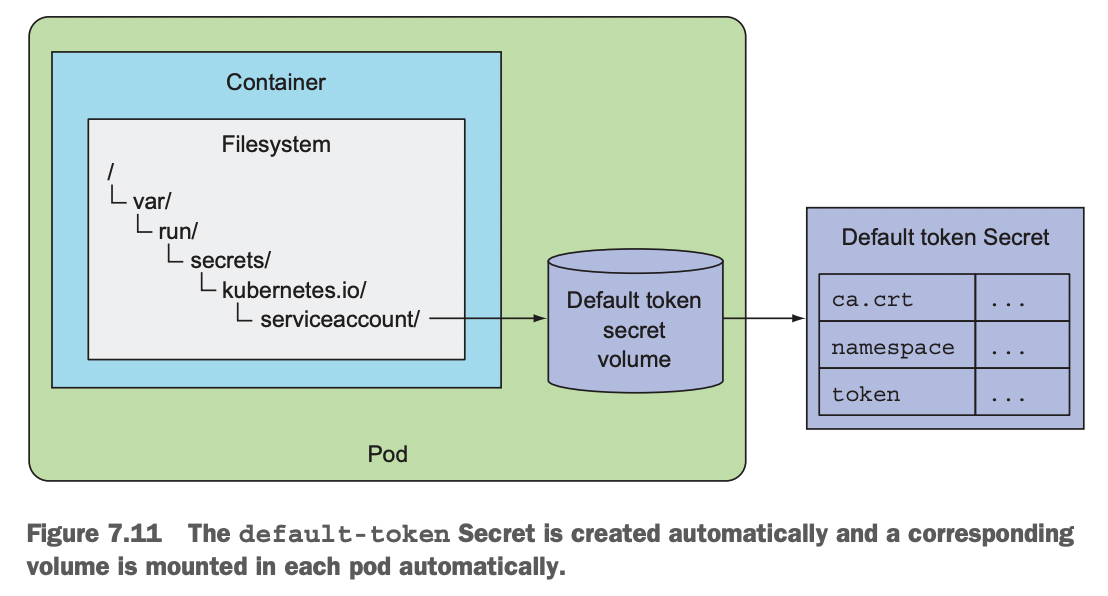 Container
Filesystem
/
var/
run/
secrets/
kubernetes.io/
serviceaccount/
Default token
secret
volume
Pod
Default token Secret
ca.crt ...
namespace ...
token ...
Figure 7.11 The default-token Secret is created automatically and a corresponding
volume is mounted in each pod automatically.